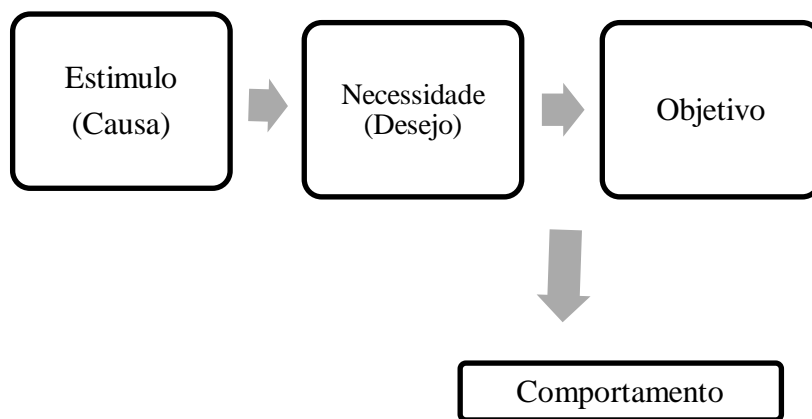 Estimulo
(Causa)
Necessidade
(Desejo)
Objetivo
Comportamento